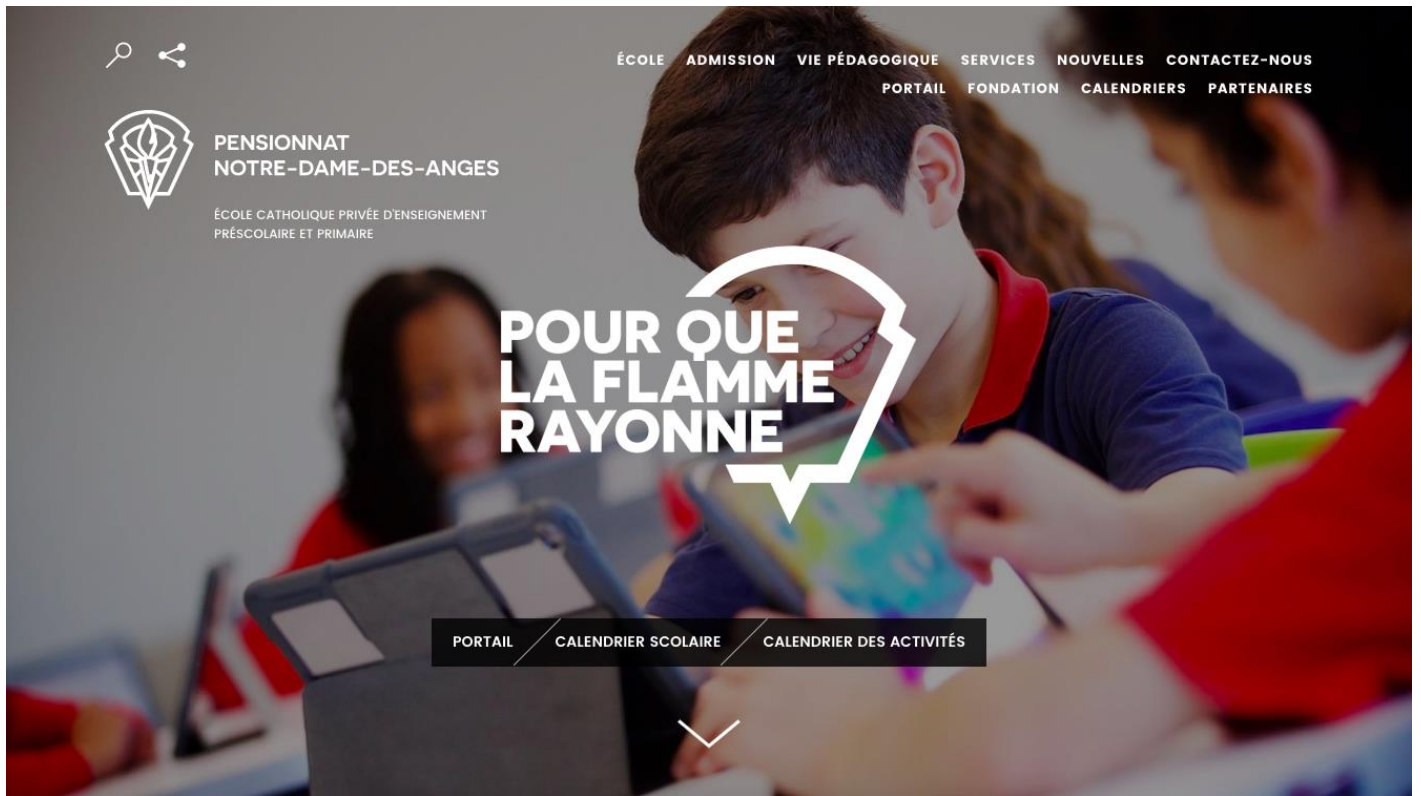 ÉCOLE ADMISSION VIE PÉDAGOGIQUE SERVICES NOUVELLES CONTACTEZ-NOUS
PORTAIL FONDATION CALENDRIERS PARTENAIRES
PENSIONNAT
NOTRE-DAME-DES-ANGES
ÉCOLE CATHOLIQUE PRIVÉE D'ENSEIGNEMENT
PRÉSCOLAIRE ET PRIMAIRE
POUR QUE
LA FLAMME
RAYONNE
PORTAIL CALENDRIER SCOLAIRE CALENDRIER DES ACTIVITÉS